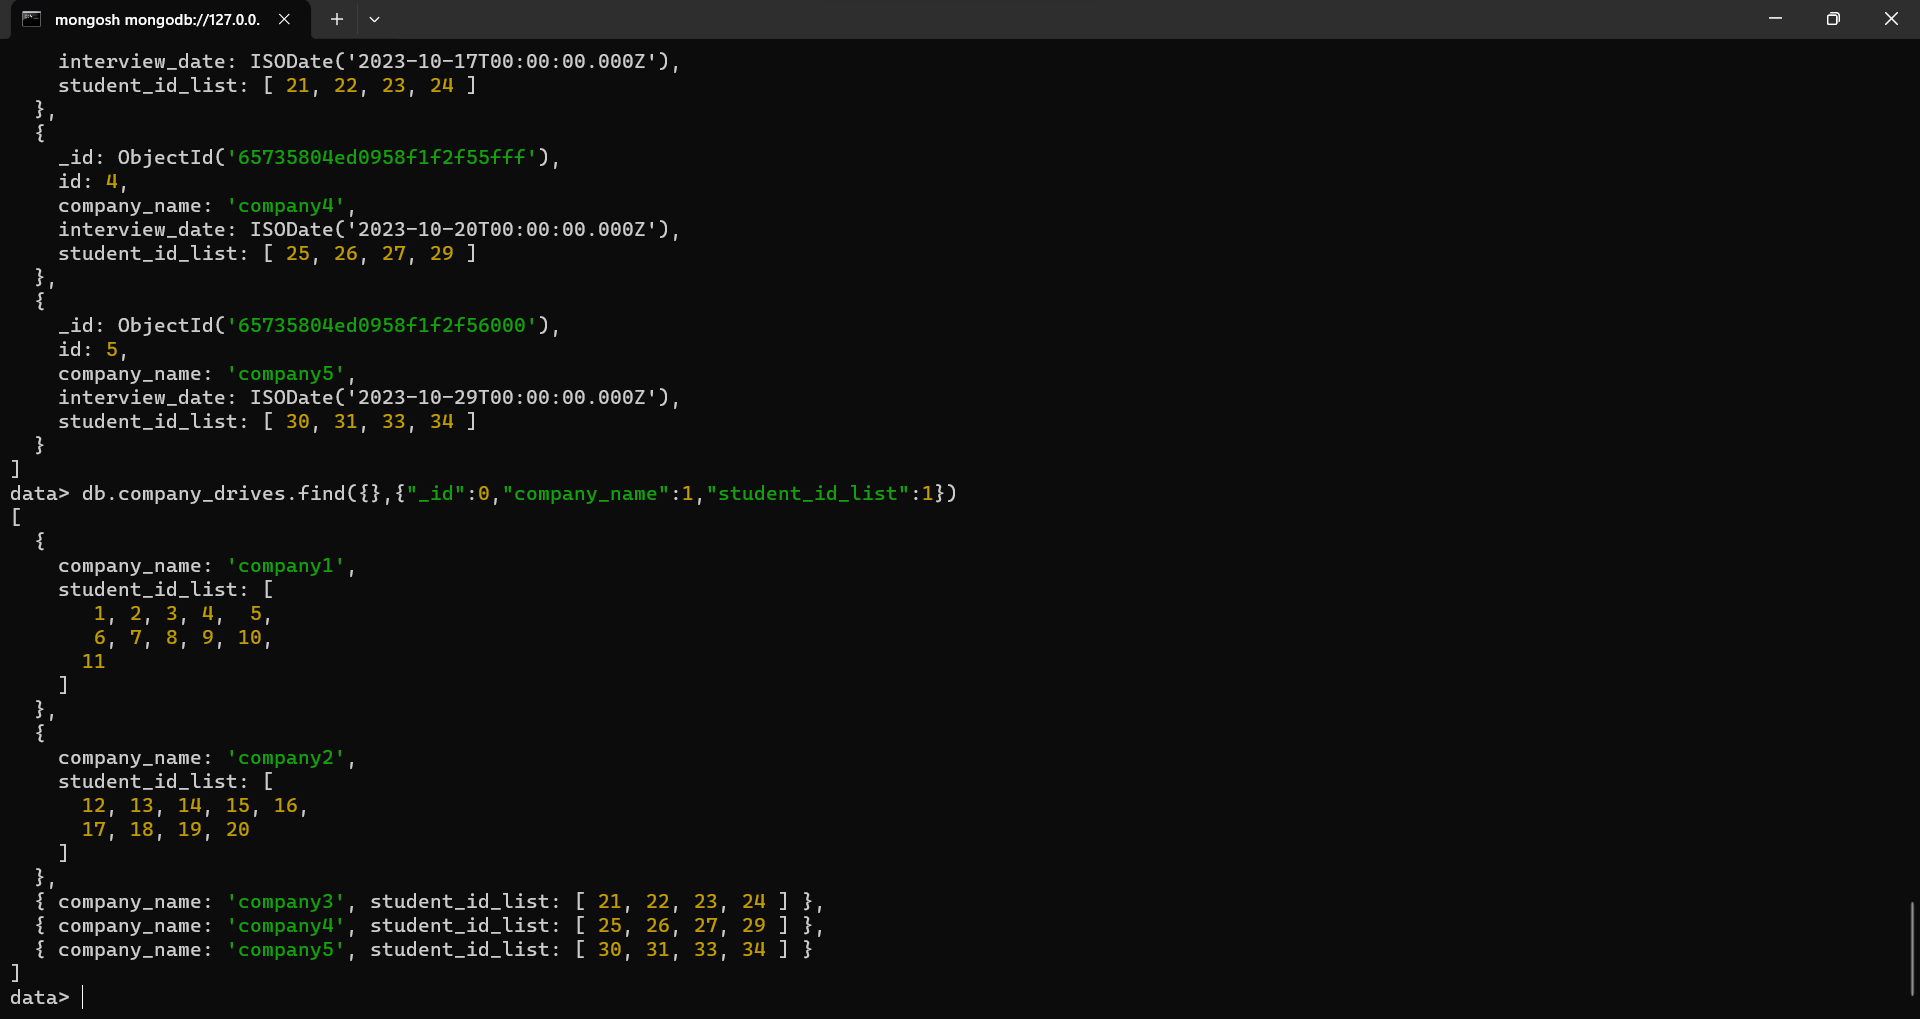 mongosh mongodb://127.0.0.
    interview_date: ISODate('2023-10-17T00:00:00.000Z'),
    student_id_list: [ 21, 22, 23, 24 ]
  },
  {
    _id: ObjectId('65735804ed0958f1f2f55fff'),
    id: 4,
    company_name: 'company4',
    interview_date: ISODate('2023-10-20T00:00:00.000Z'),
    student_id_list: [ 25, 26, 27, 29 ]
  },
  {
    _id: ObjectId('65735804ed0958f1f2f56000'),
    id: 5,
    company_name: 'company5',
    interview_date: ISODate('2023-10-29T00:00:00.000Z'),
    student_id_list: [ 30, 31, 33, 34 ]
  }
]
data> db.company_drives.find({},{"_id":0,"company_name":1,"student_id_list":1})
[
  {
    company_name: 'company1',
    student_id_list: [
       1, 2, 3, 4,  5,
       6, 7, 8, 9, 10,
      11
    ]
  },
  {
    company_name: 'company2',
    student_id_list: [
      12, 13, 14, 15, 16,
      17, 18, 19, 20
    ]
  },
  { company_name: 'company3', student_id_list: [ 21, 22, 23, 24 ] },
  { company_name: 'company4', student_id_list: [ 25, 26, 27, 29 ] },
  { company_name: 'company5', student_id_list: [ 30, 31, 33, 34 ] }
]
data>